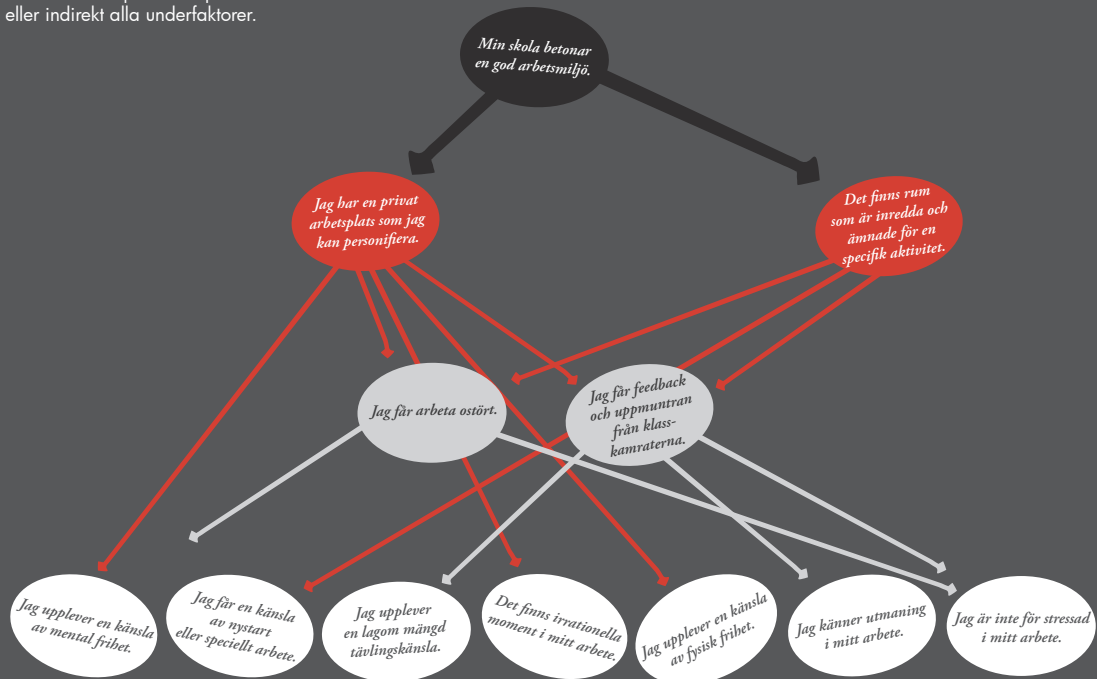 eller indirekt alla underfaktorer.
Min skola betonar
en god arbetsmiljö.
Jag har en privat
arbetsplats som jag
kan personifiera.
Det finns rum
som är inredda och
ämnade för en
specifik aktivitet.
Jag får arbeta ostört.
Jag får feedback
och uppmuntran
från klass-
kamraterna.
Jag upplever en känsla
av mental frihet.
Jag får en känsla
av nystart
eller speciellt arbete.
Jag upplever
en lagom mängd
tävlingskänsla.
Det finns irrationella
moment i mitt arbete.
Jag upplever en känsla
av fysisk frihet.
Jag känner utmaning
i mitt arbete.
Jag är inte för stressad
i mitt arbete.